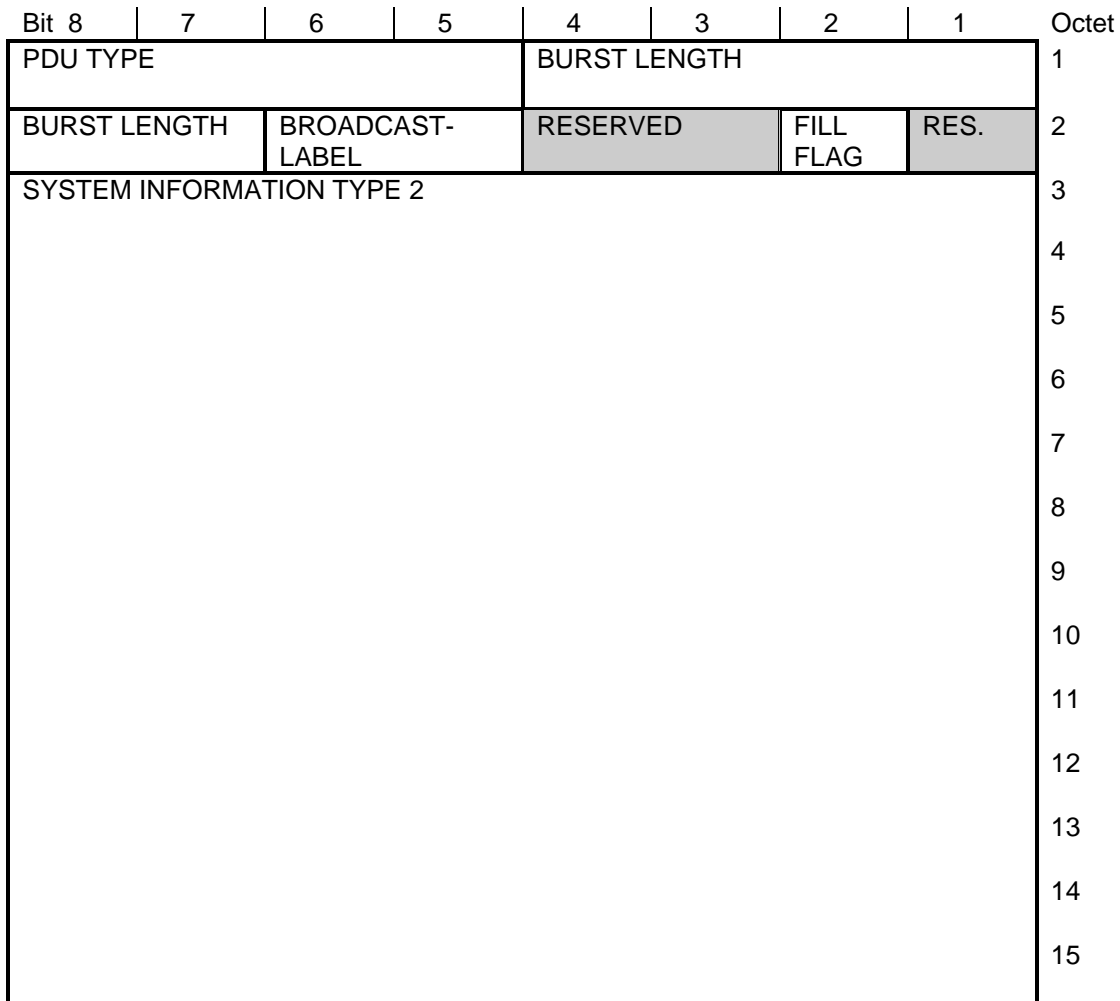 Bit 8 7 6 5 4 3 2 1 Octet
PDU TYPE BURST LENGTH 1
BURST LENGTH BROADCAST- RESERVED FILL RES. 2
LABEL FLAG
SYSTEM INFORMATION TYPE 2 3
4
5
6
7
8
9
10
11
12
13
14
15